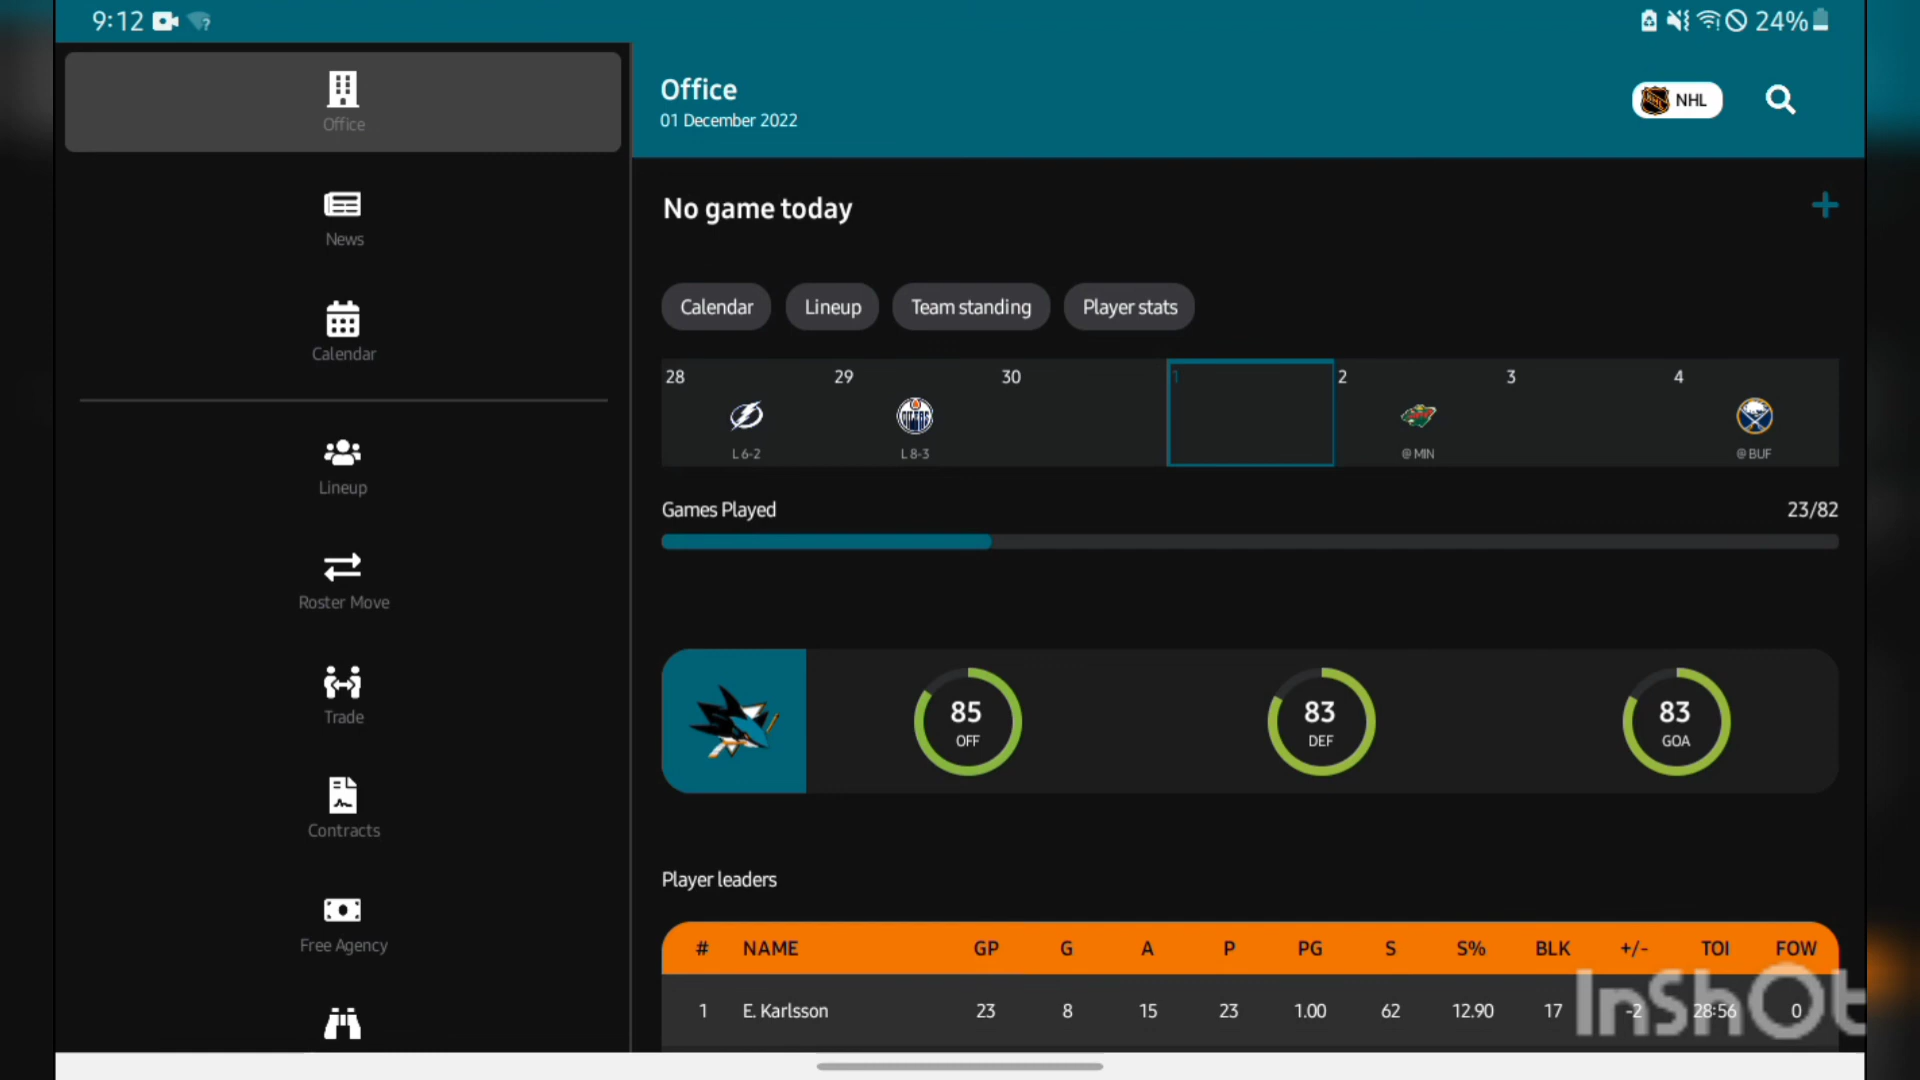 9:12
24%
Office
News
Calendar
Lineup
Roster Move
Trade
Contracts
Free Agency
Office
01 December 2022
NHL
No game today
Calendar Lineup Team standing Player stats
28 29 30 1 2 3 4
L 6-2 L 8-3 @ MIN @ BUF
Games Played 23/82
85 83 83
OFF DEF GOA
Player leaders
# NAME GP G A P PG S S% BLK +/- TOI FOW
1 E. Karlsson 23 8 15 23 1.00 62 12.90 17 -2 28:56 0
InShOt